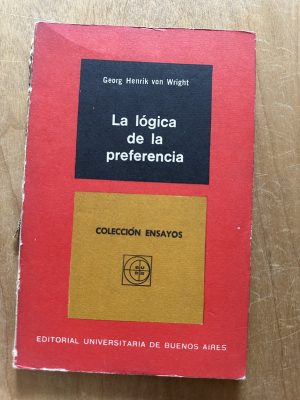 Georg Henrik von Wright
La lógica
de la
preferencia
COLECCIÓN ENSAYOS
EDITORIAL UNIVERSITARIA DE BUENOS AIRES